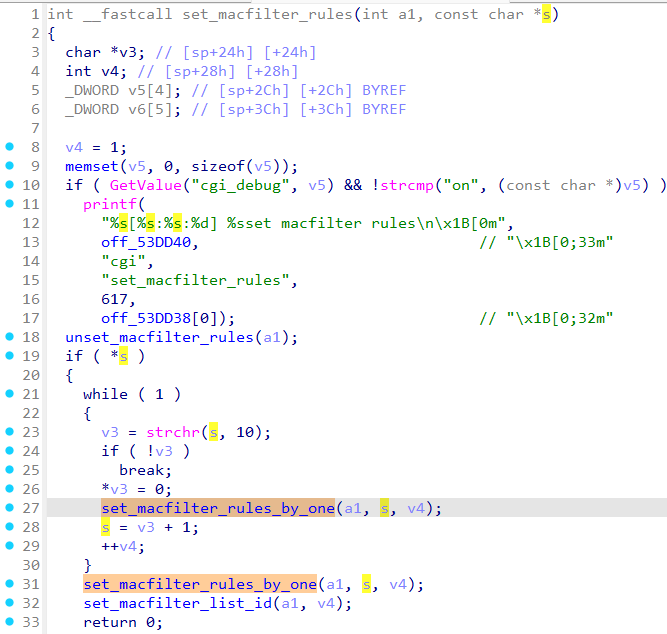 1 int __fastcall set_macfilter_rules(int a1, const char *s)
2 {
3   char *v3; // [sp+24h] [+24h]
4   int v4; // [sp+28h] [+28h]
5   _DWORD v5[4]; // [sp+2Ch] [+2Ch] BYREF
6   _DWORD v6[5]; // [sp+3Ch] [+3Ch] BYREF
7
8   v4 = 1;
9   memset(v5, 0, sizeof(v5));
10   if ( GetValue("cgi_debug", v5) && !strcmp("on", (const char *)v5) )
11     printf(
12       "%s[%s:%s:%d] %sset macfilter rules\n\x1B[0m",
13       off_53DD40, // "\x1B[0;33m"
14       "cgi",
15       "set_macfilter_rules",
16       617,
17       off_53DD38[0]); // "\x1B[0;32m"
18   unset_macfilter_rules(a1);
19   if ( *s )
20   {
21     while ( 1 )
22     {
23       v3 = strchr(s, 10);
24       if ( !v3 )
25         break;
26       *v3 = 0;
27       set_macfilter_rules_by_one(a1, s, v4);
28       s = v3 + 1;
29       ++v4;
30     }
31     set_macfilter_rules_by_one(a1, s, v4);
32     set_macfilter_list_id(a1, v4);
33     return 0;